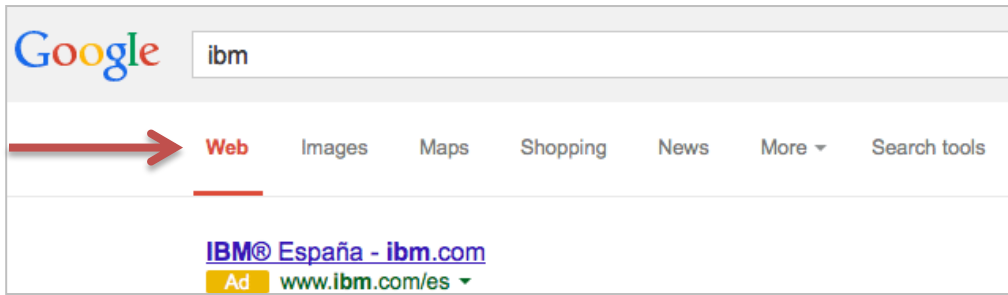 Google ibm
Web Images Maps Shopping News More Search tools
IBM® España - ibm.com
Ad www.ibm.com/es